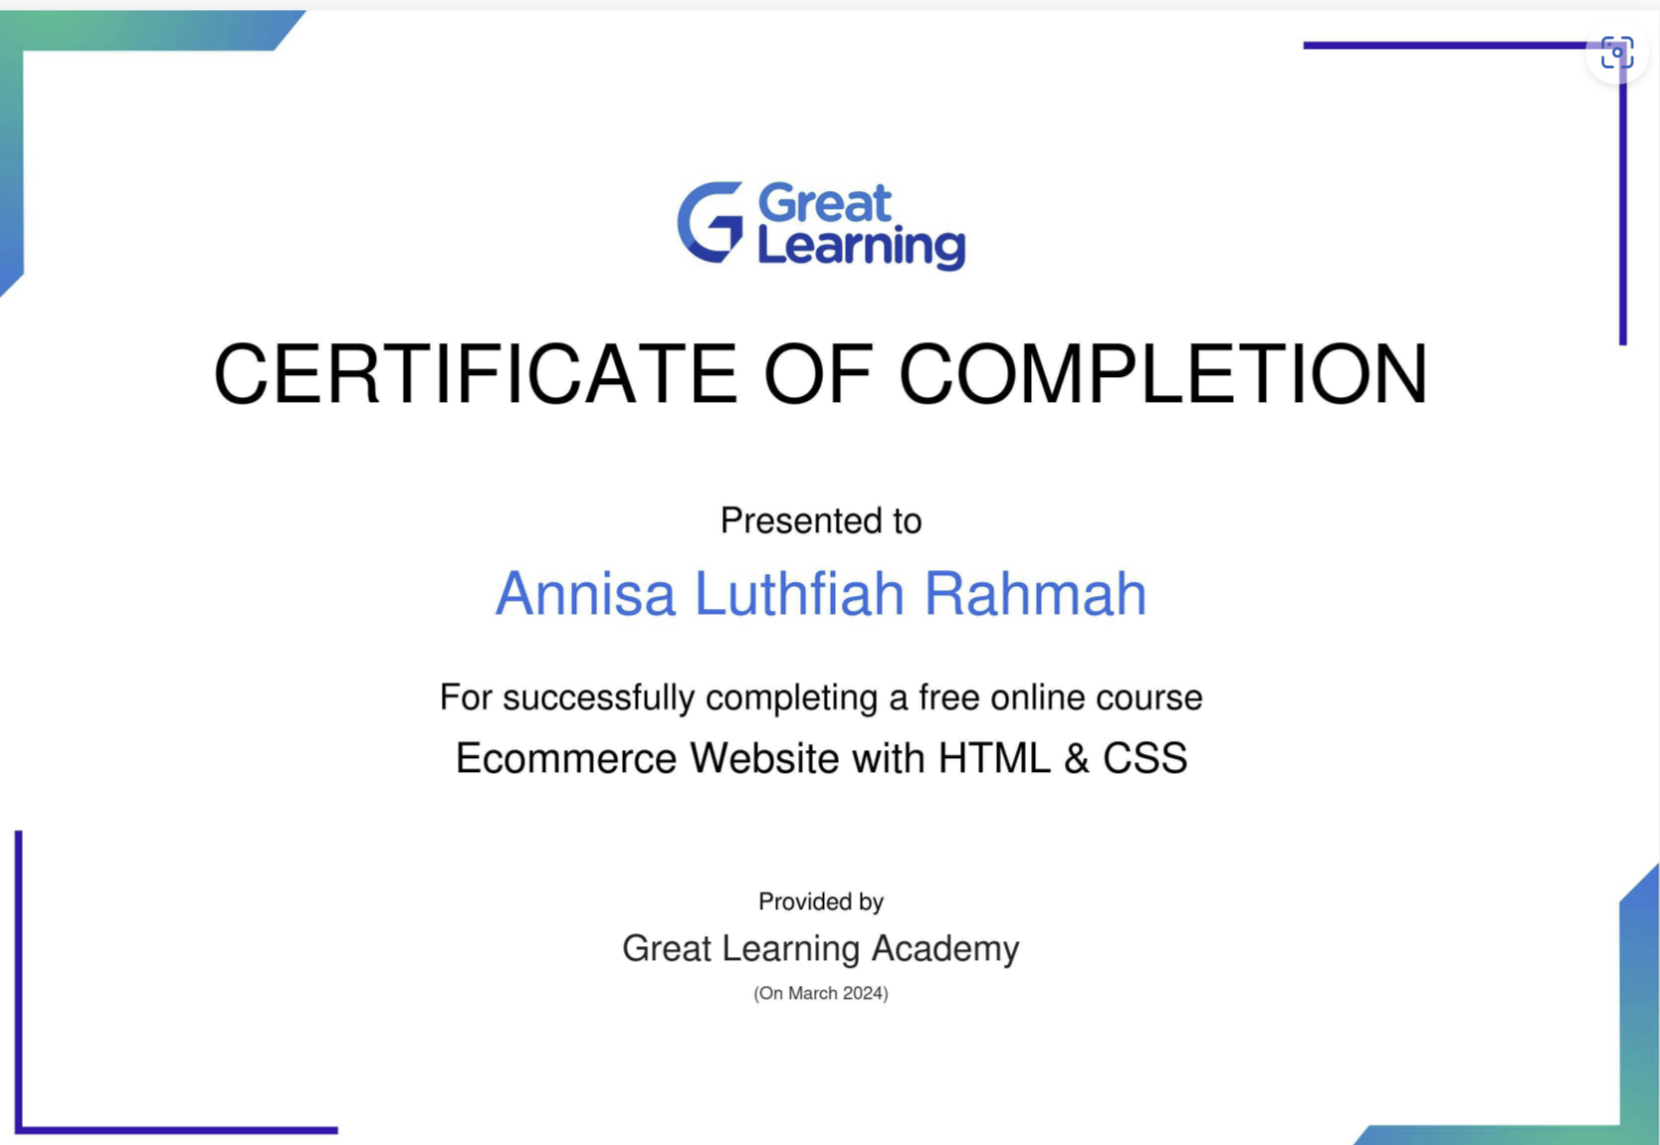 Great
Learning
CERTIFICATE OF COMPLETION
Presented to
Annisa Luthfiah Rahmah
For successfully completing a free online course
Ecommerce Website with HTML & CSS
Provided by
Great Learning Academy
(On March 2024)